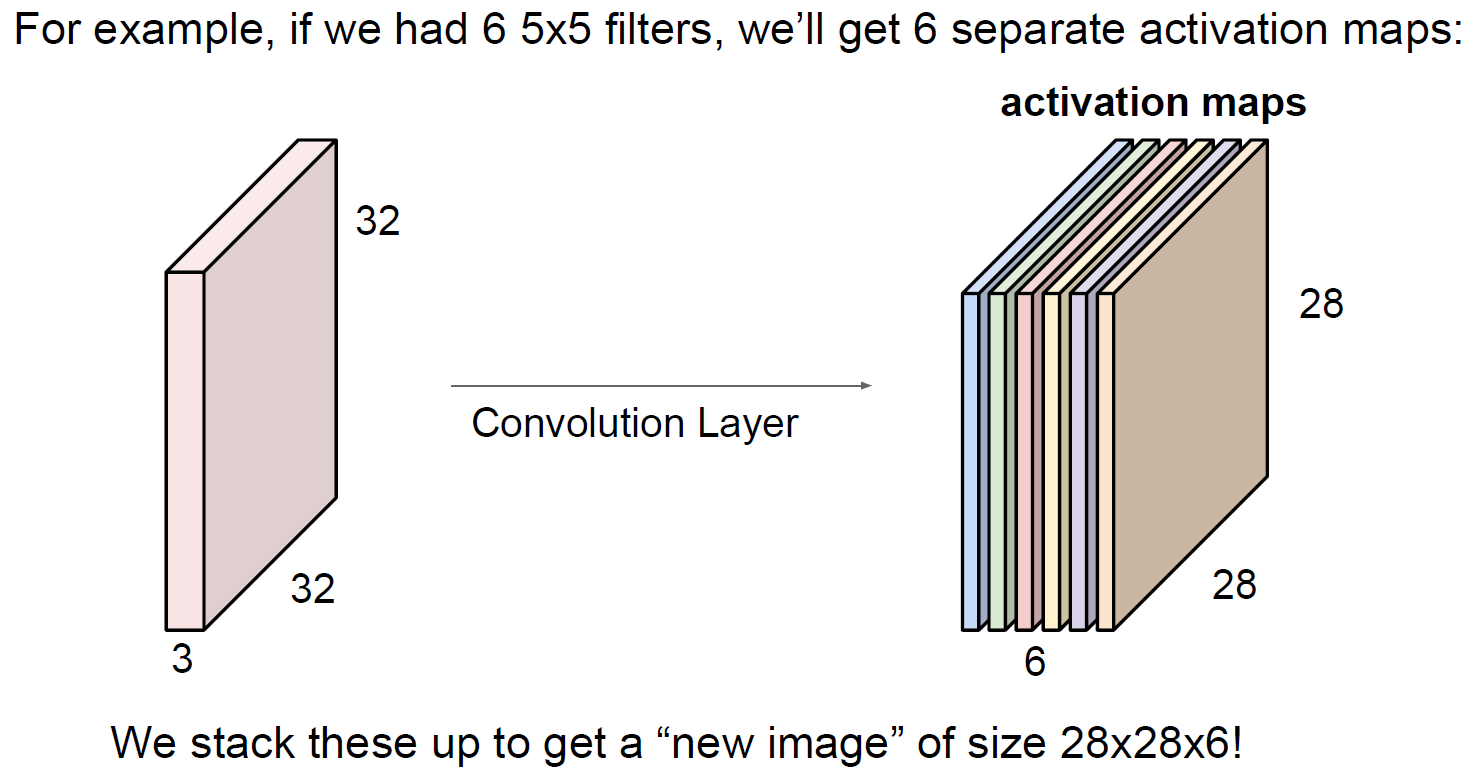 For example, if we had 6 5x5 filters, we’ll get 6 separate activation maps:
activation maps
32
28
Convolution Layer
32
28
3
6
We stack these up to get a “new image” of size 28x28x6!